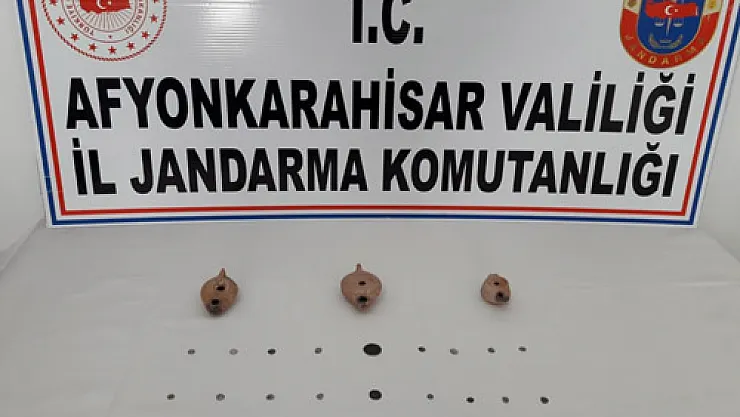 T.C.
AFYONKARAHİSAR VALİLİĞİ
İL JANDARMA KOMUTANLIĞI
JANDARMA